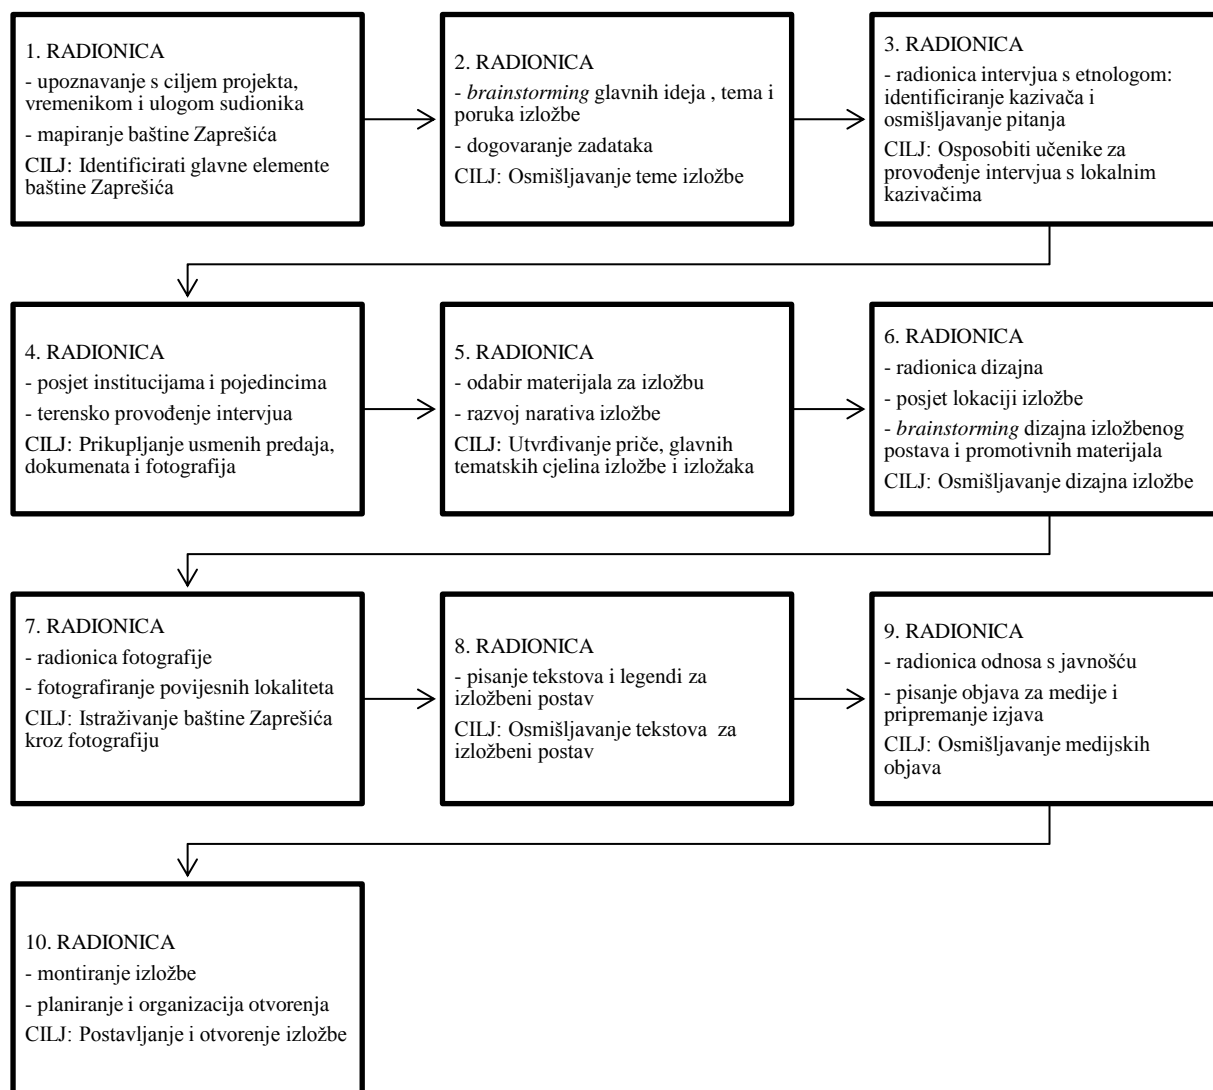 1. RADIONICA
- upoznavanje s ciljem projekta,
vremenikom i ulogom sudionika
- mapiranje baštine Zaprešića
CILJ: Identificirati glavne elemente
baštine Zaprešića
2. RADIONICA
- brainstorming glavnih ideja , tema i
poruka izložbe
- dogovaranje zadataka
CILJ: Osmišljavanje teme izložbe
3. RADIONICA
- radionica intervjua s etnologom:
identificiranje kazivača i
osmišljavanje pitanja
CILJ: Osposobiti učenike za
provođenje intervjua s lokalnim
kazivačima
4. RADIONICA
- posjet institucijama i pojedincima
- terensko provođenje intervjua
CILJ: Prikupljanje usmenih predaja,
dokumenata i fotografija
5. RADIONICA
- odabir materijala za izložbu
- razvoj narativa izložbe
CILJ: Utvrđivanje priče, glavnih
tematskih cjelina izložbe i izložaka
6. RADIONICA
- radionica dizajna
- posjet lokaciji izložbe
- brainstorming dizajna izložbenog
postava i promotivnih materijala
CILJ: Osmišljavanje dizajna izložbe
7. RADIONICA
- radionica fotografije
- fotografiranje povijesnih lokaliteta
CILJ: Istraživanje baštine Zaprešića
kroz fotografiju
8. RADIONICA
- pisanje tekstova i legendi za
izložbeni postav
CILJ: Osmišljavanje tekstova  za
izložbeni postav
9. RADIONICA
- radionica odnosa s javnošću
- pisanje objava za medije i
pripremanje izjava
CILJ: Osmišljavanje medijskih
objava
10. RADIONICA
- montiranje izložbe
- planiranje i organizacija otvorenja
CILJ: Postavljanje i otvorenje izložbe